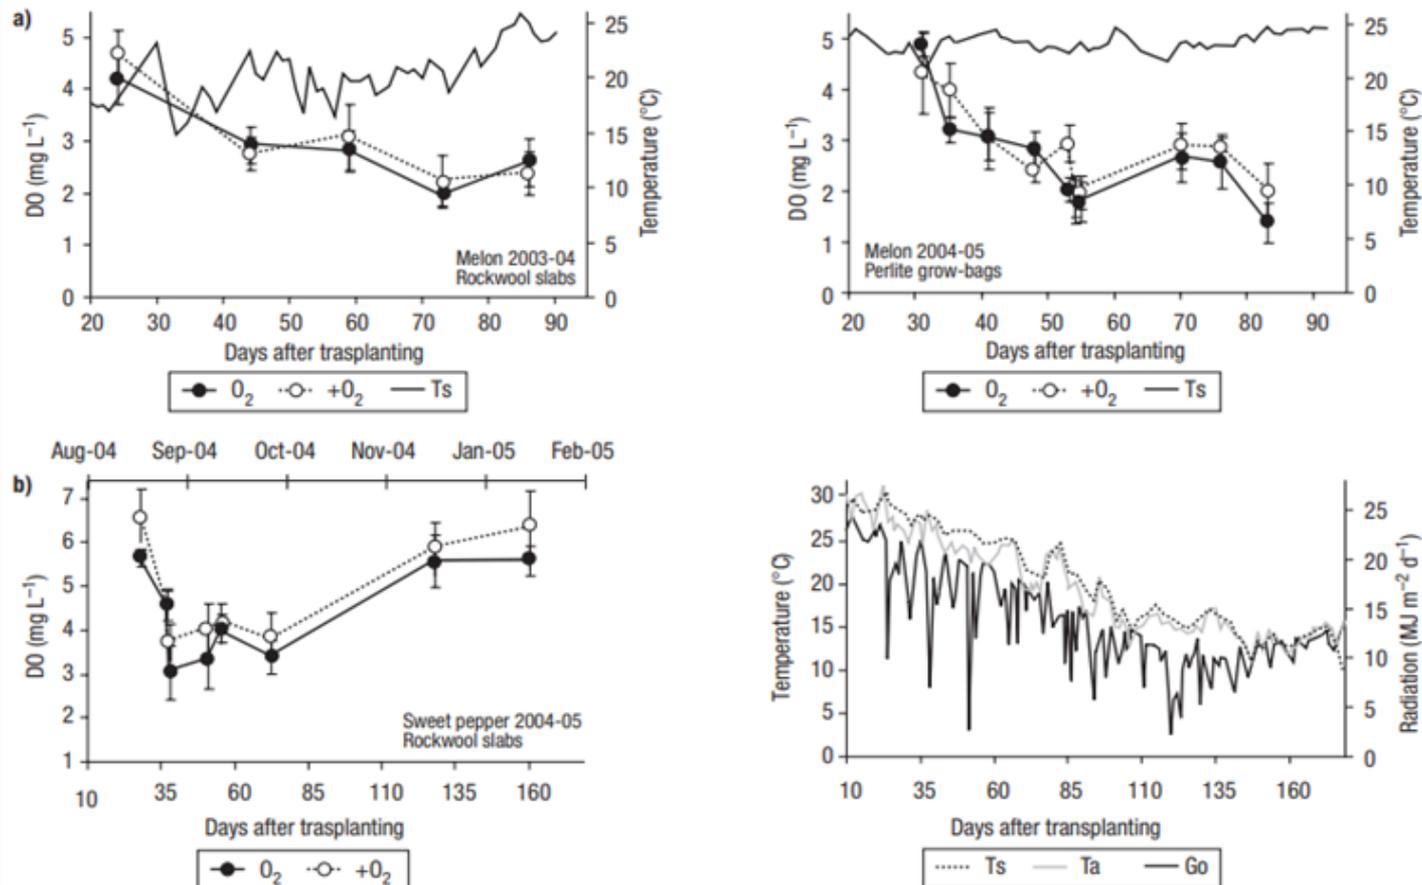 a)
5
4
3
2
1
0
DO (mg L⁻¹)
25
20
15
10
5
0
Temperature (°C)
Melon 2003-04
Rockwool slabs
20 30 40 50 60 70 80 90
Days after trasplanting
O₂ +O₂ Ts
5
4
3
2
1
0
DO (mg L⁻¹)
25
20
15
10
5
0
Temperature (°C)
Melon 2004-05
Perlite grow-bags
20 30 40 50 60 70 80 90
Days after trasplanting
O₂ +O₂ Ts
Aug-04 Sep-04 Oct-04 Nov-04 Jan-05 Feb-05
b)
7
6
5
4
3
2
1
DO (mg L⁻¹)
Sweet pepper 2004-05
Rockwool slabs
10 35 60 85 110 135 160
Days after trasplanting
O₂ +O₂
30
25
20
15
10
5
0
Temperature (°C)
25
20
15
10
5
0
Radiation (MJ m⁻² d⁻¹)
10 35 60 85 110 135 160
Days after transplanting
Ts Ta Go